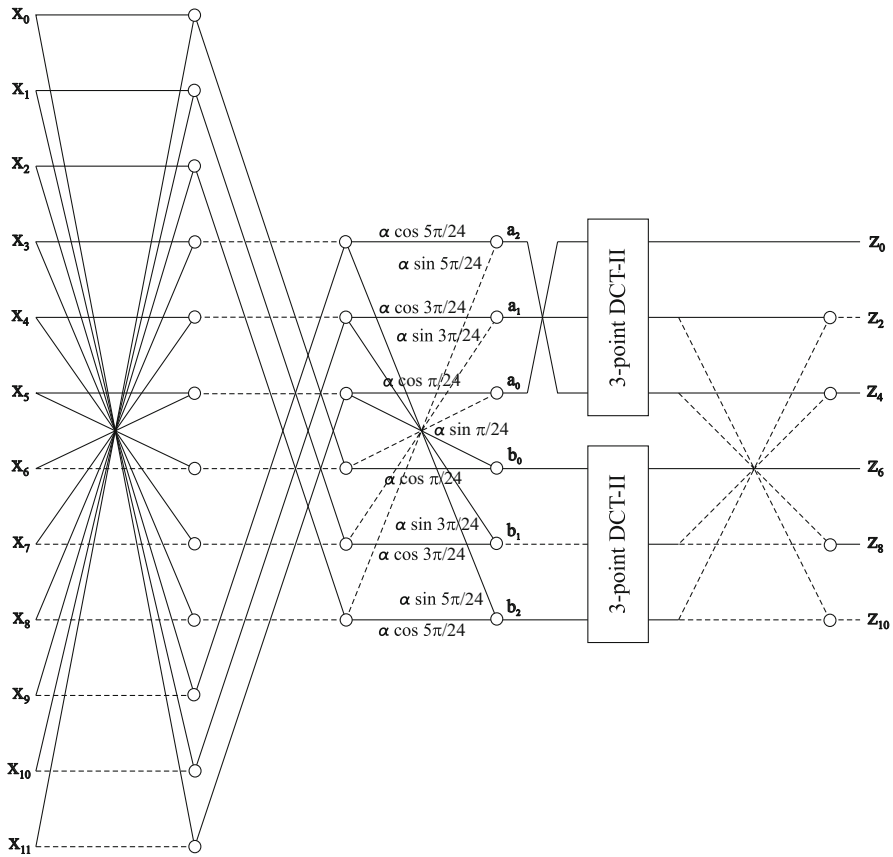 x₀
x₁
x₂
x₃
x₄
x₅
x₆
x₇
x₈
x₉
x₁₀
x₁₁
α cos 5π/24
α sin 5π/24
α cos 3π/24
α sin 3π/24
α cos π/24
α sin π/24
α cos π/24
α sin 3π/24
α cos 3π/24
α sin 5π/24
α cos 5π/24
a₂
a₁
a₀
b₀
b₁
b₂
3-point DCT-II
3-point DCT-II
z₀
z₂
z₄
z₆
z₈
z₁₀